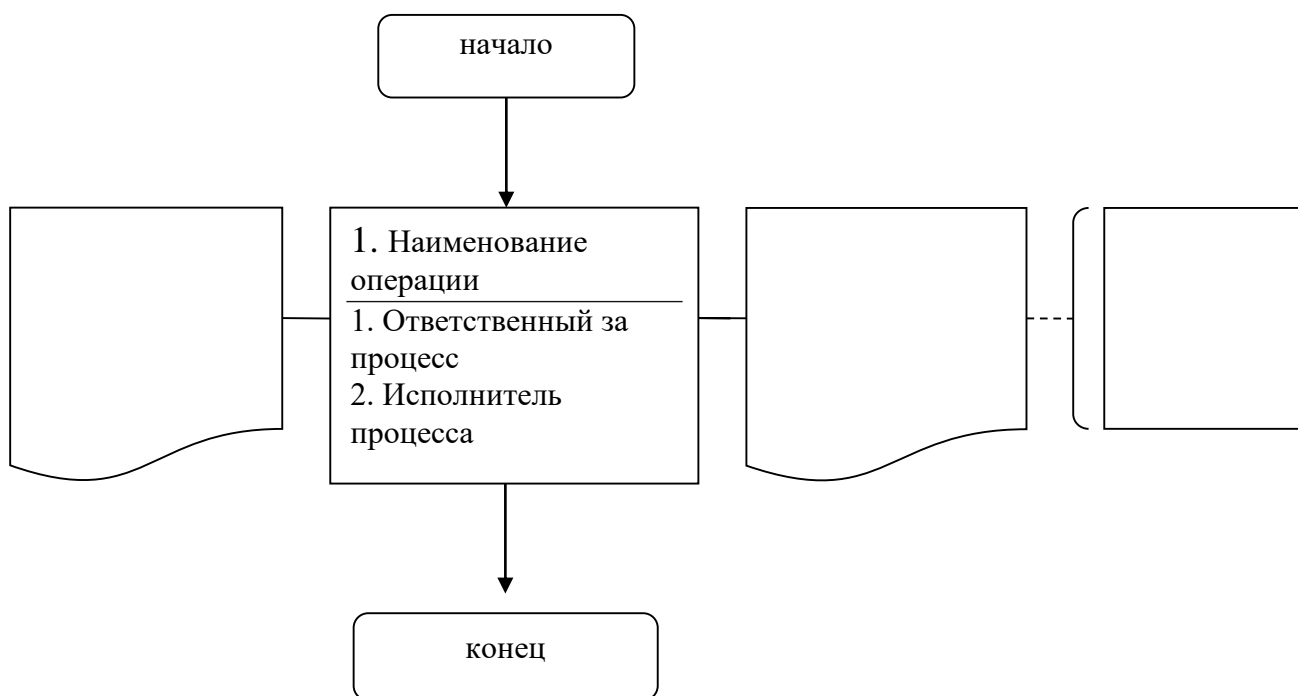 начало
1. Наименование
операции
1. Ответственный за
процесс
2. Исполнитель
процесса
конец